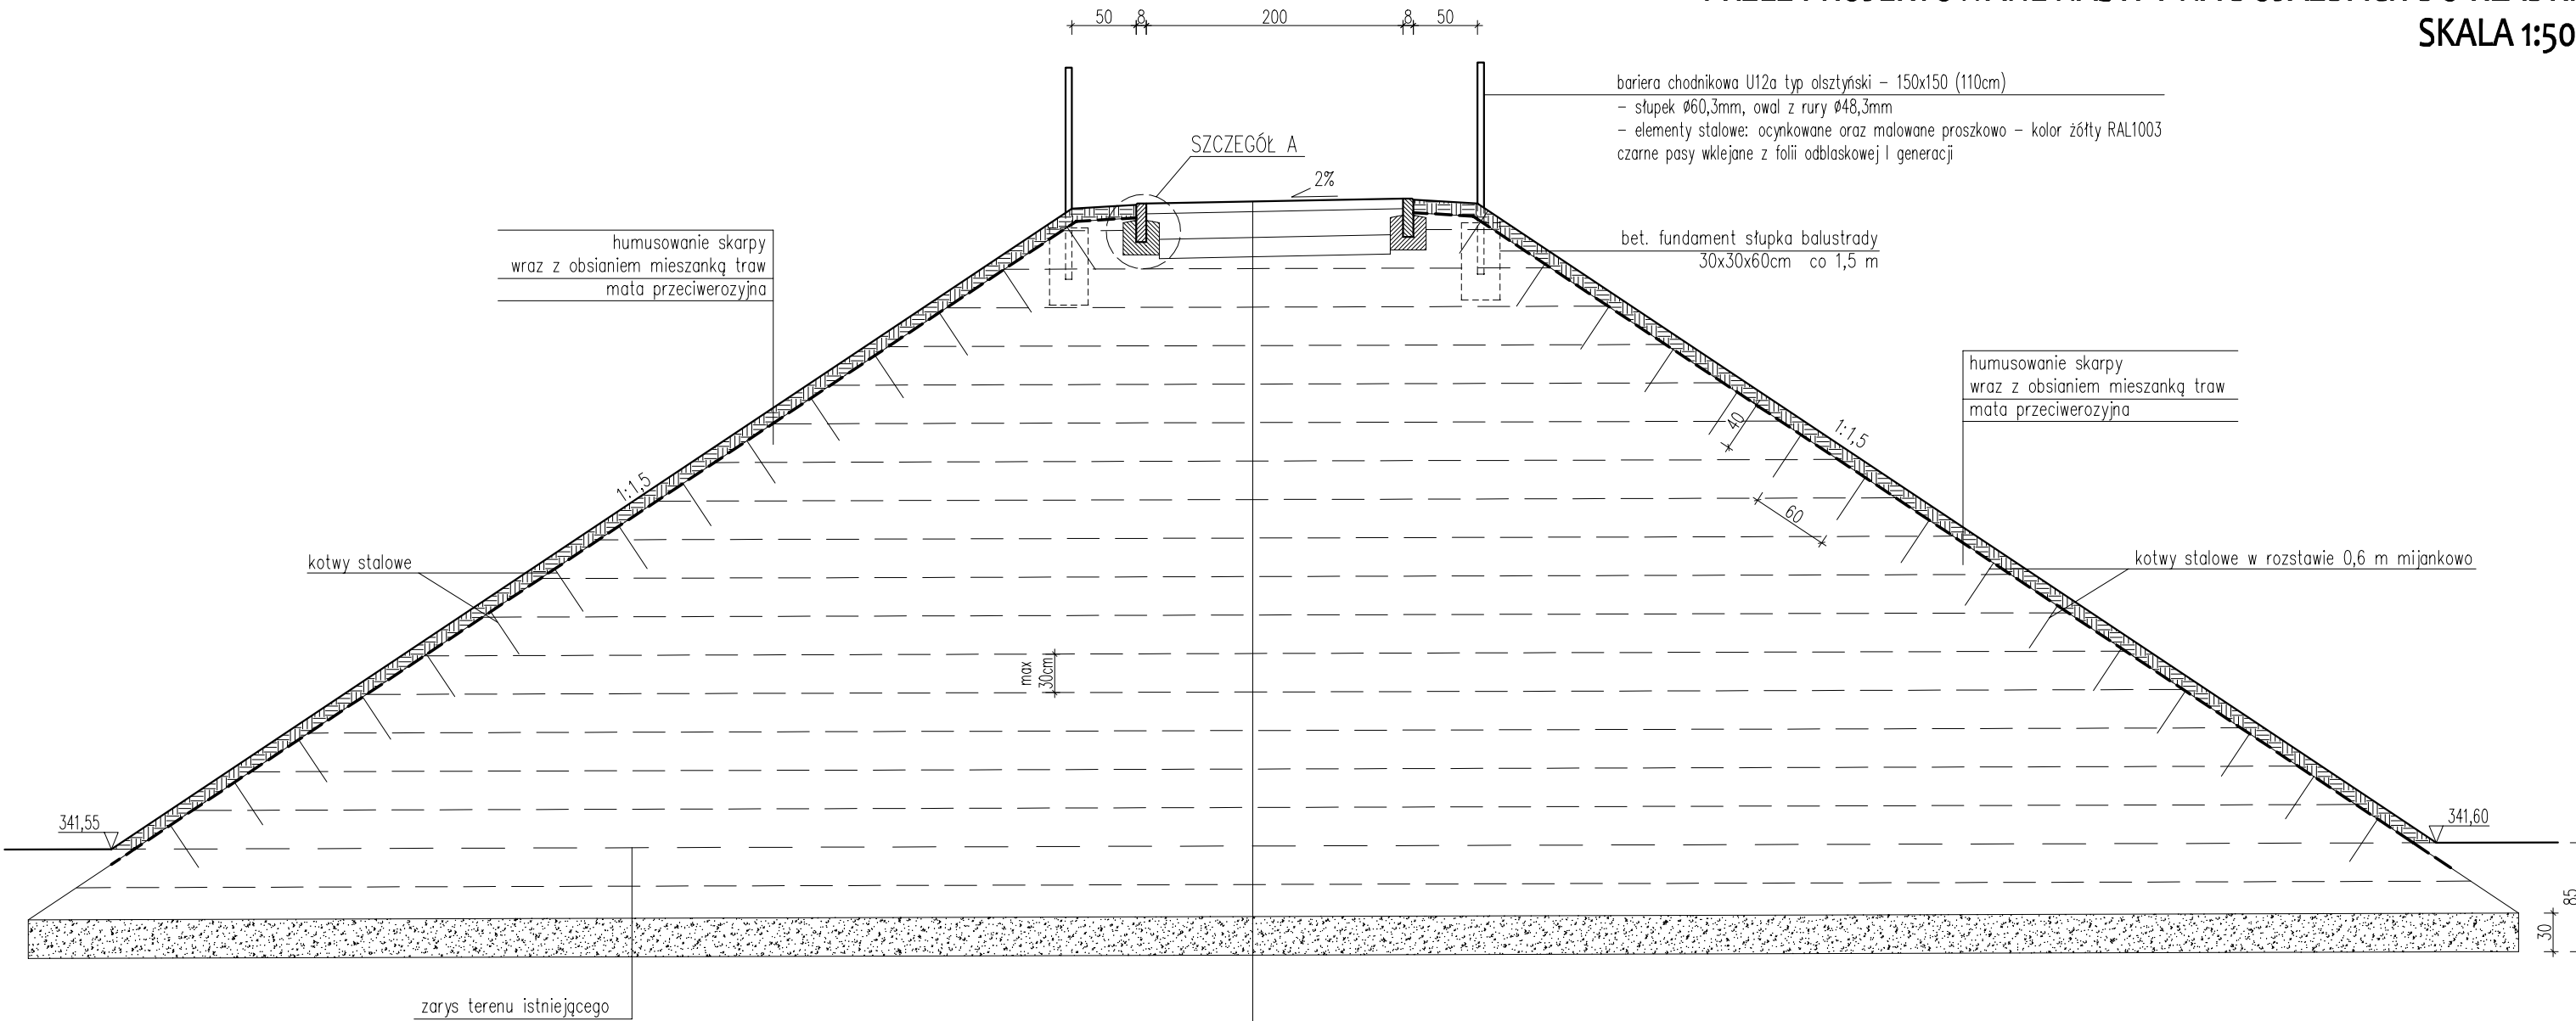 SKALA 1:50
50 8 200 8 50
bariera chodnikowa U12a typ olsztyński - 150x150 (110cm)
- słupek ø60,3mm, owal z rury ø48,3mm
- elementy stalowe: ocynkowane oraz malowane proszkowo - kolor żółty RAL1003
czarne pasy wklejane z folii odblaskowej I generacji
SZCZEGÓŁ A
2%
humusowanie skarpy
wraz z obsianiem mieszanką traw
mata przeciwerozyjna
bet. fundament słupka balustrady
30x30x60cm co 1,5 m
humusowanie skarpy
wraz z obsianiem mieszanką traw
mata przeciwerozyjna
40
1:1,5
1:1,5
60
kotwy stalowe
kotwy stalowe w rozstawie 0,6 m mijankowo
max
30cm
341,55
341,60
85
30
zarys terenu istniejącego